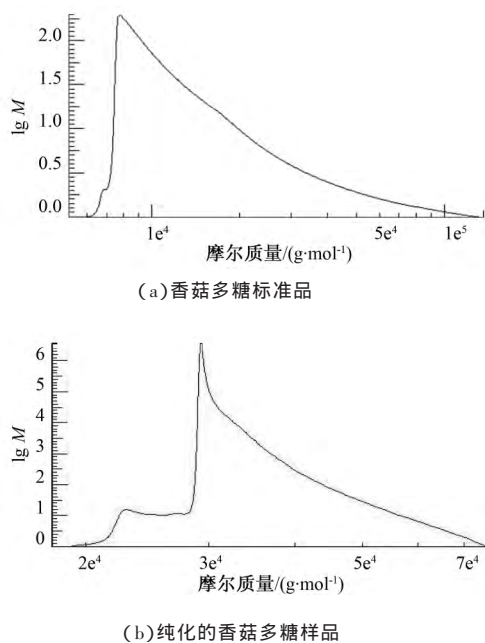 2.0
1.5
1.0
0.5
0.0
lg M
1e⁴ 5e⁴ 1e⁵
摩尔质量/(g·mol⁻¹)
(a)香菇多糖标准品
6
5
4
3
2
1
0
lg M
2e⁴ 3e⁴ 5e⁴ 7e⁴
摩尔质量/(g·mol⁻¹)
(b)纯化的香菇多糖样品